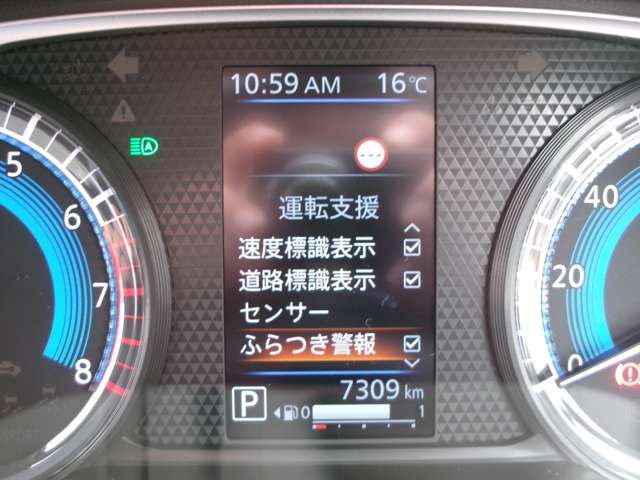 10:59 AM 16℃
運転支援
速度標識表示
道路標識表示
センサー
ふらつき警報
P 7309 km
0 1
5
6
7
8
40
20
0
A